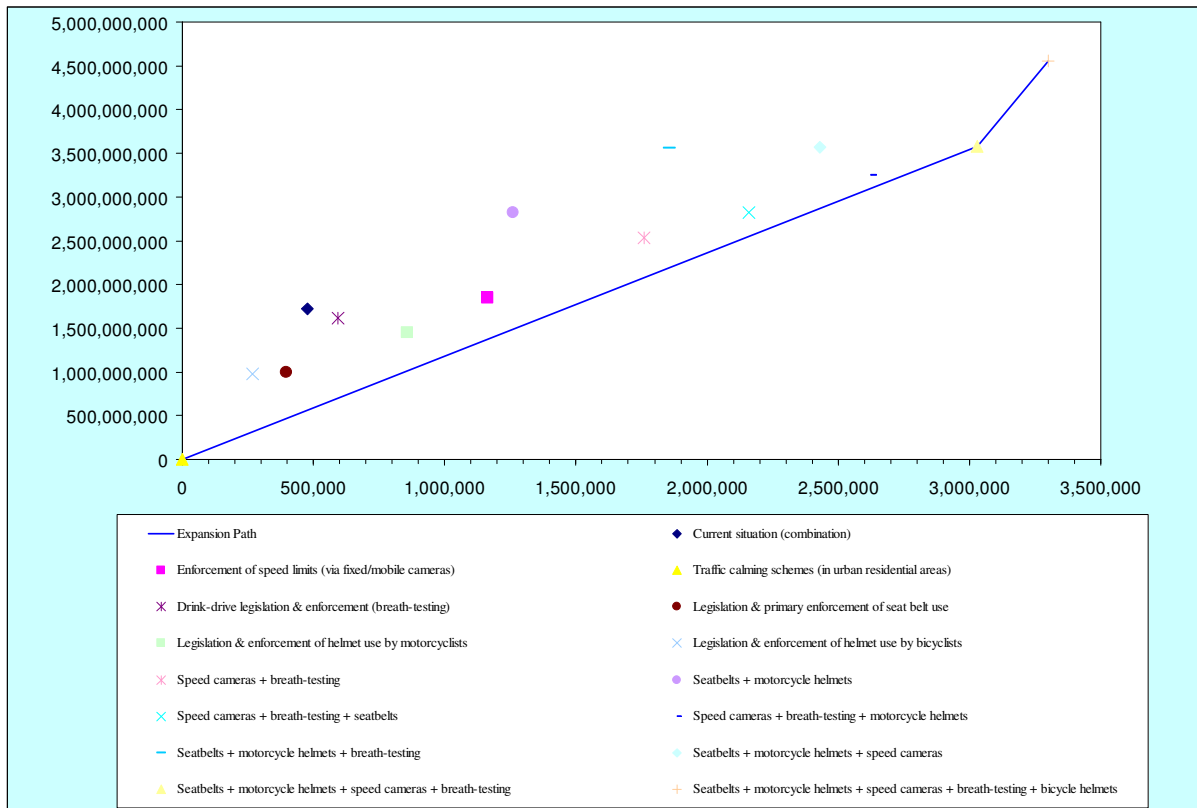 5,000,000,000
4,500,000,000
4,000,000,000
3,500,000,000
3,000,000,000
2,500,000,000
2,000,000,000
1,500,000,000
1,000,000,000
500,000,000
0
0 500,000 1,000,000 1,500,000 2,000,000 2,500,000 3,000,000 3,500,000
Expansion Path Current situation (combination)
Enforcement of speed limits (via fixed/mobile cameras) Traffic calming schemes (in urban residential areas)
Drink-drive legislation & enforcement (breath-testing) Legislation & primary enforcement of seat belt use
Legislation & enforcement of helmet use by motorcyclists Legislation & enforcement of helmet use by bicyclists
Speed cameras + breath-testing Seatbelts + motorcycle helmets
Speed cameras + breath-testing + seatbelts Speed cameras + breath-testing + motorcycle helmets
Seatbelts + motorcycle helmets + breath-testing Seatbelts + motorcycle helmets + speed cameras
Seatbelts + motorcycle helmets + speed cameras + breath-testing Seatbelts + motorcycle helmets + speed cameras + breath-testing + bicycle helmets